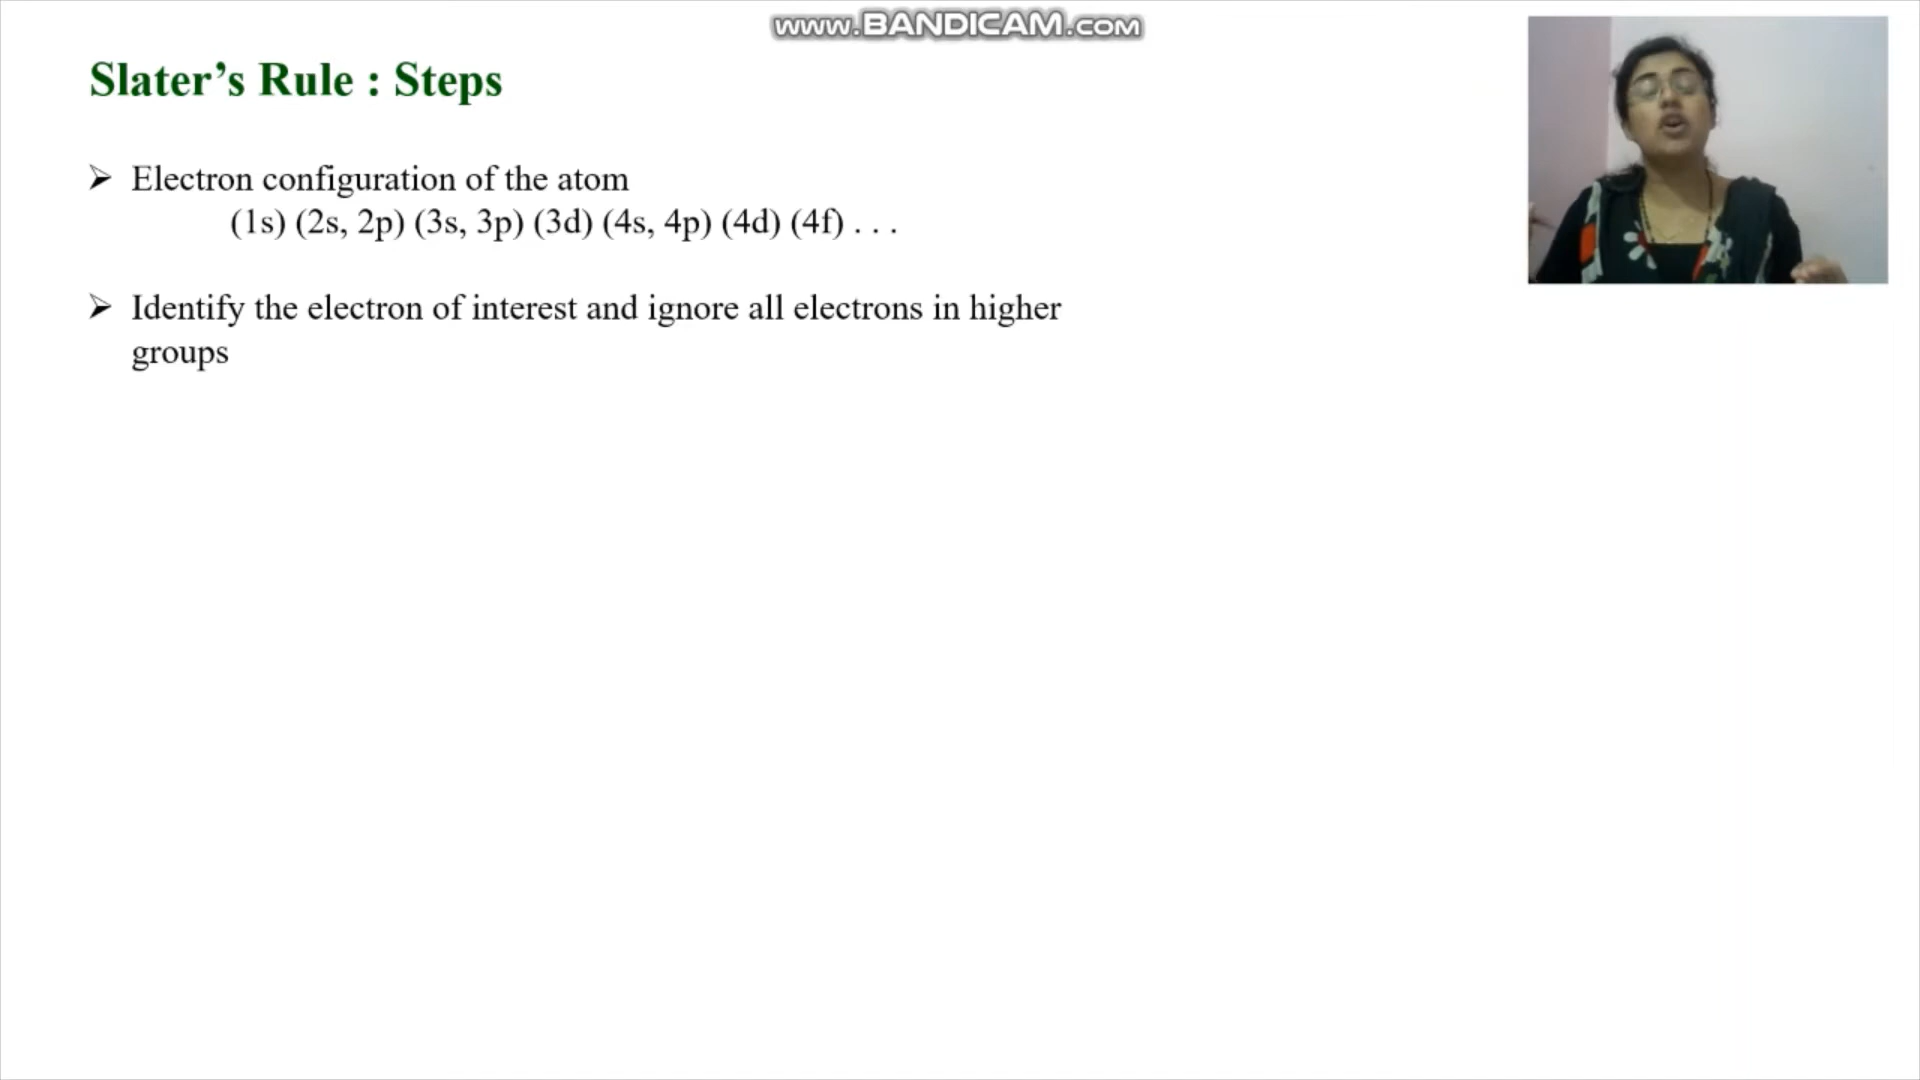 www.BANDICAM.com
Slater’s Rule : Steps
➢ Electron configuration of the atom
(1s) (2s, 2p) (3s, 3p) (3d) (4s, 4p) (4d) (4f) . . .
➢ Identify the electron of interest and ignore all electrons in higher
groups